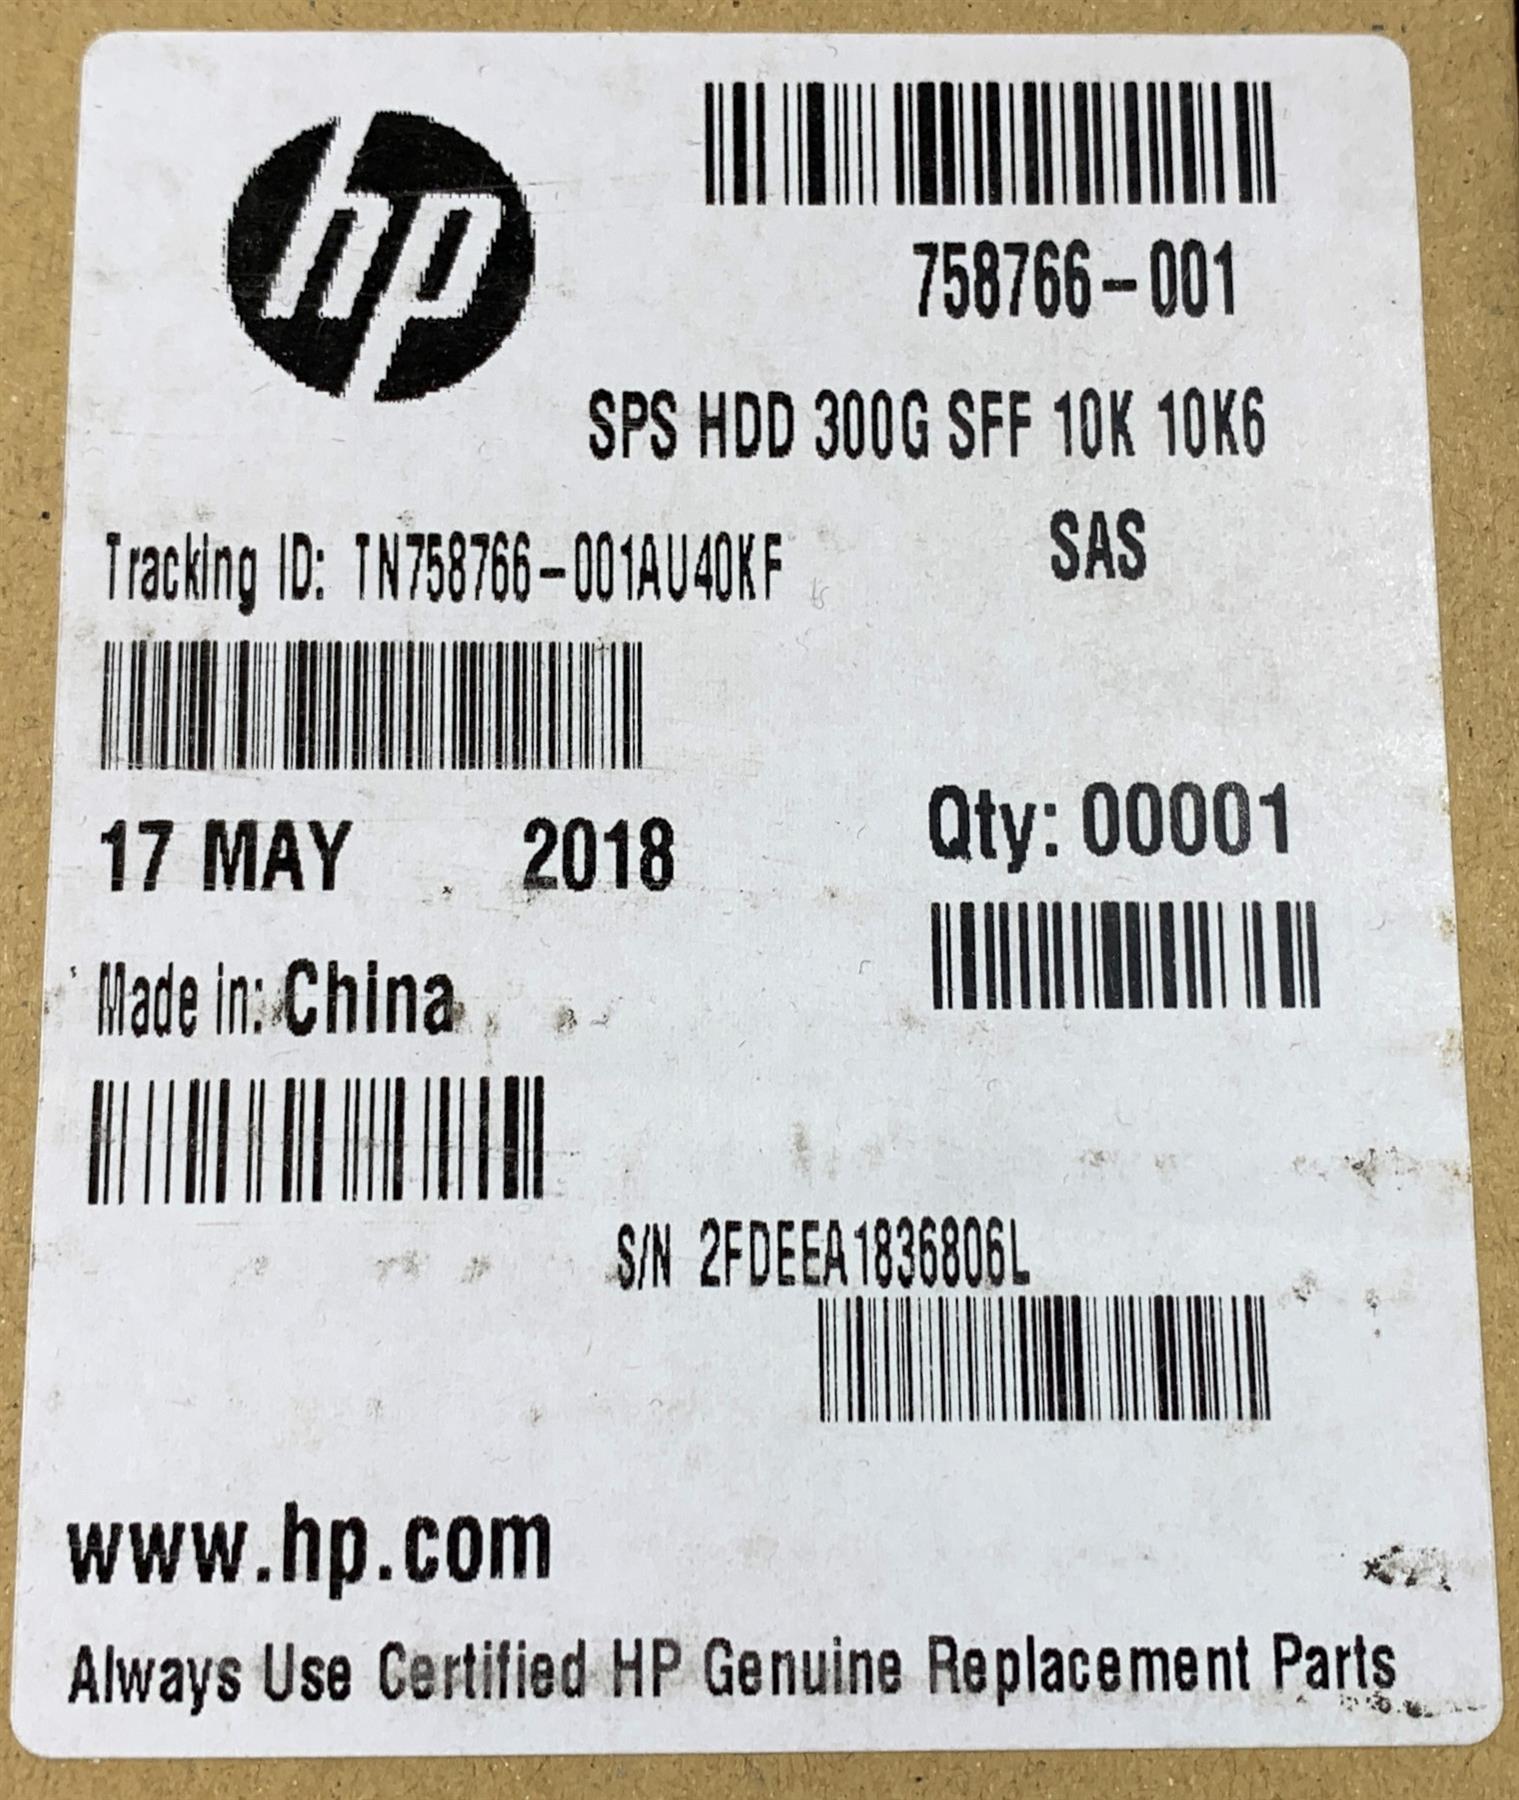 hp
758766-001
SPS HDD 300G SFF 10K 10K6
SAS
Tracking ID: TN758766-001AU40KF
17 MAY 2018
Qty: 00001
Made in: China
S/N 2FDEEA1836806L
www.hp.com
Always Use Certified HP Genuine Replacement Parts